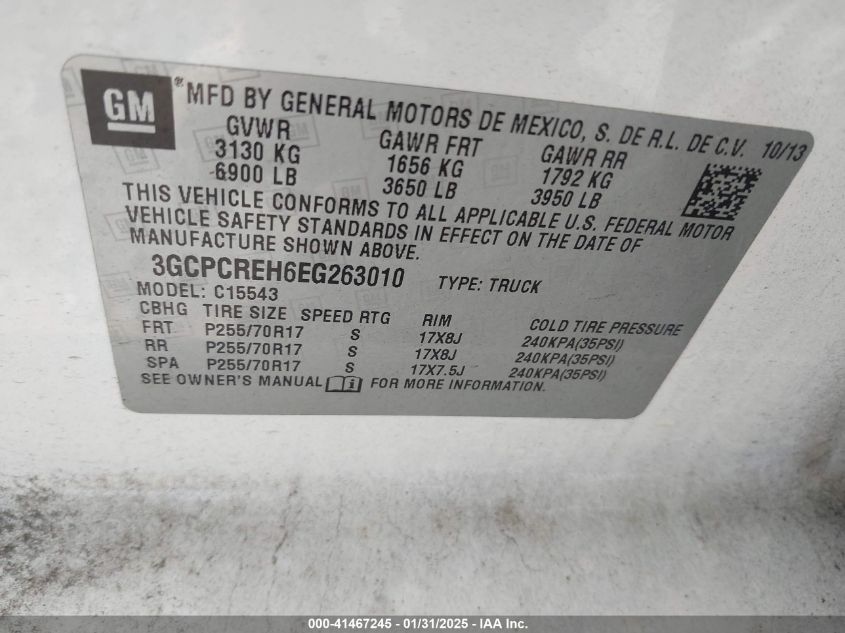 GM ® MFD BY GENERAL MOTORS DE MEXICO, S. DE R.L. DE C.V. 10/13
GVWR GAWR FRT GAWR RR
3130 KG 1656 KG 1792 KG
6900 LB 3650 LB 3950 LB
THIS VEHICLE CONFORMS TO ALL APPLICABLE U.S. FEDERAL MOTOR
VEHICLE SAFETY STANDARDS IN EFFECT ON THE DATE OF
MANUFACTURE SHOWN ABOVE.
3GCPCREH6EG263010 TYPE: TRUCK
MODEL: C15543
CBHG TIRE SIZE SPEED RTG RIM COLD TIRE PRESSURE
FRT P255/70R17 S 17X8J 240KPA(35PSI)
RR P255/70R17 S 17X8J 240KPA(35PSI)
SPA P255/70R17 S 17X7.5J 240KPA(35PSI)
SEE OWNER'S MANUAL FOR MORE INFORMATION.
000-41467245 - 01/31/2025 - IAA Inc.